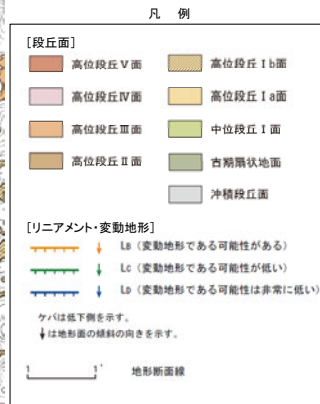 凡 例
[段丘面]
高位段丘Ⅴ面
高位段丘Ⅳ面
高位段丘Ⅲ面
高位段丘Ⅱ面
高位段丘Ⅰb面
高位段丘Ⅰa面
中位段丘Ⅰ面
古期扇状地面
沖積段丘面
[リニアメント・変動地形]
LB (変動地形である可能性がある)
LC (変動地形である可能性が低い)
LD (変動地形である可能性は非常に低い)
ケバは低下側を示す。
↓は地形面の傾斜の向きを示す。
1 1' 地形断面線